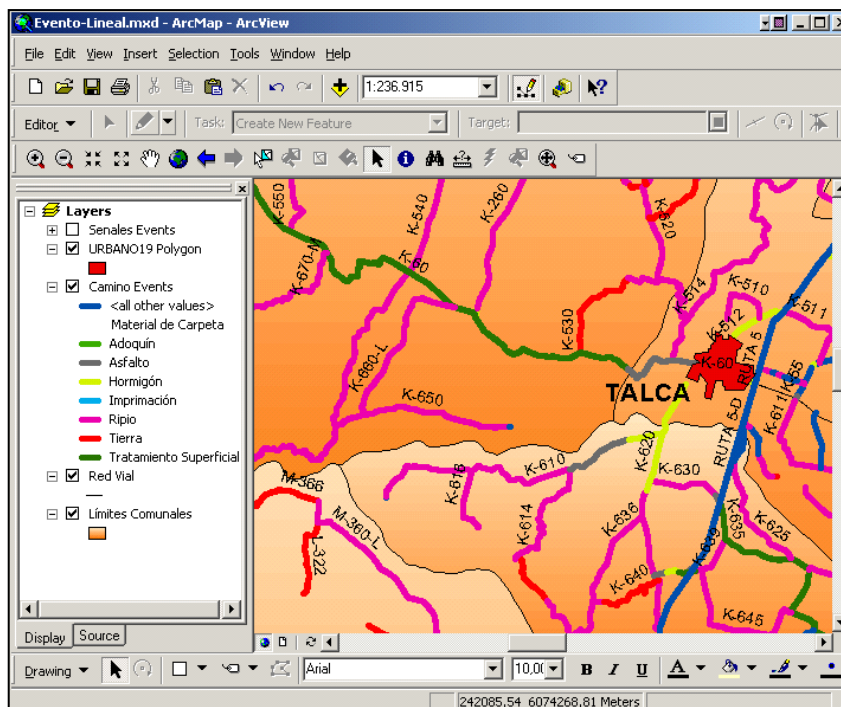 Evento-Lineal.mxd - ArcMap - ArcView
File Edit View Insert Selection Tools Window Help
1:236.915
Editor Task: Create New Feature Target:
Layers
Senales Events
URBANO19 Polygon
Camino Events
<all other values>
Material de Carpeta
Adoquín
Asfalto
Hormigón
Imprimación
Ripio
Tierra
Tratamiento Superficial
Red Vial
Límites Comunales
Display Source
K-550
K-540
K-260
K-620
K-670-M
K-60
K-514
K-510
K-511
K-512
K-530
K-60
RUTA 5
K-55
K-660-L
TALCA
K-650
K-611
RUTA 5-D
K-620
K-610
K-616
K-630
M-366
K-614
K-636
K-635
K-625
M-360-L
L-322
K-639
K-640
K-645
Drawing Arial 10,0 B I U A
242085,54 6074268,81 Meters